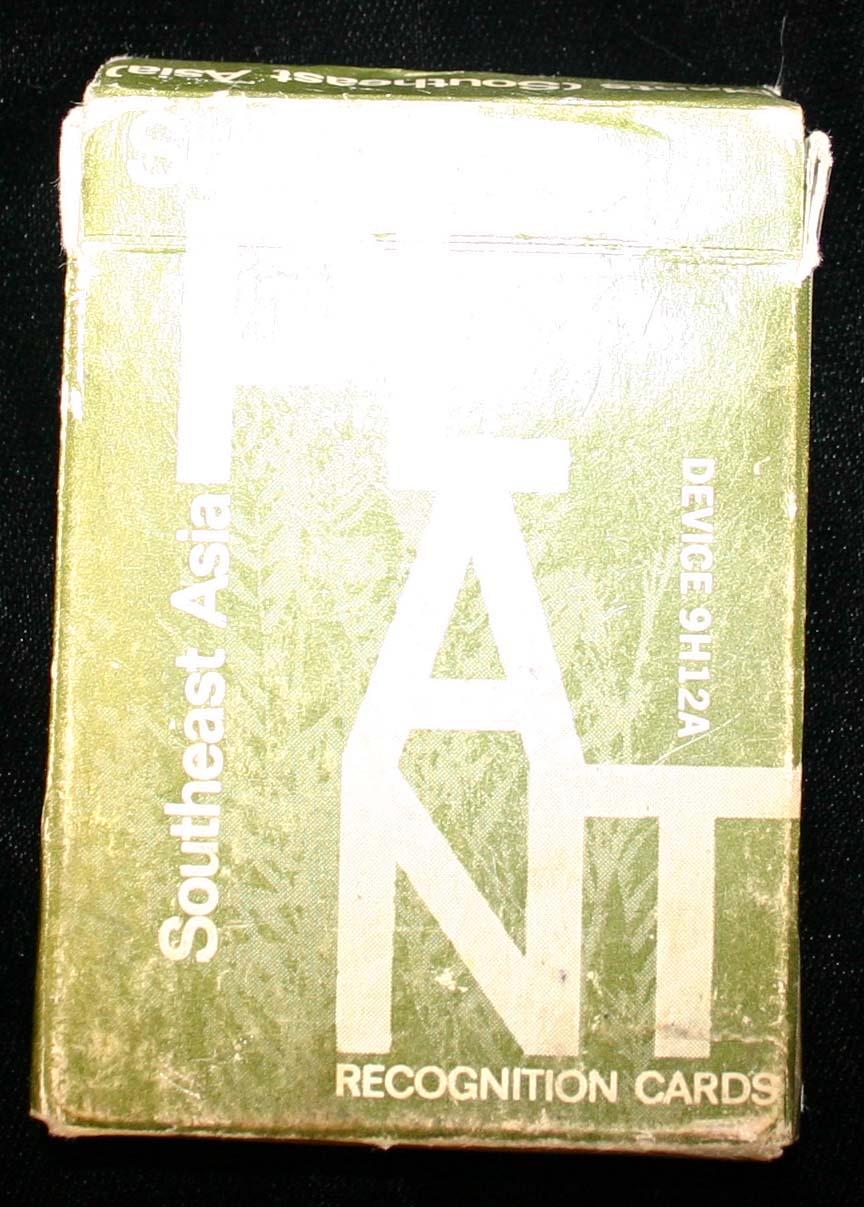 (Southeast Asia)
PLANT
Southeast Asia
DEVICE 9H12A
RECOGNITION CARDS